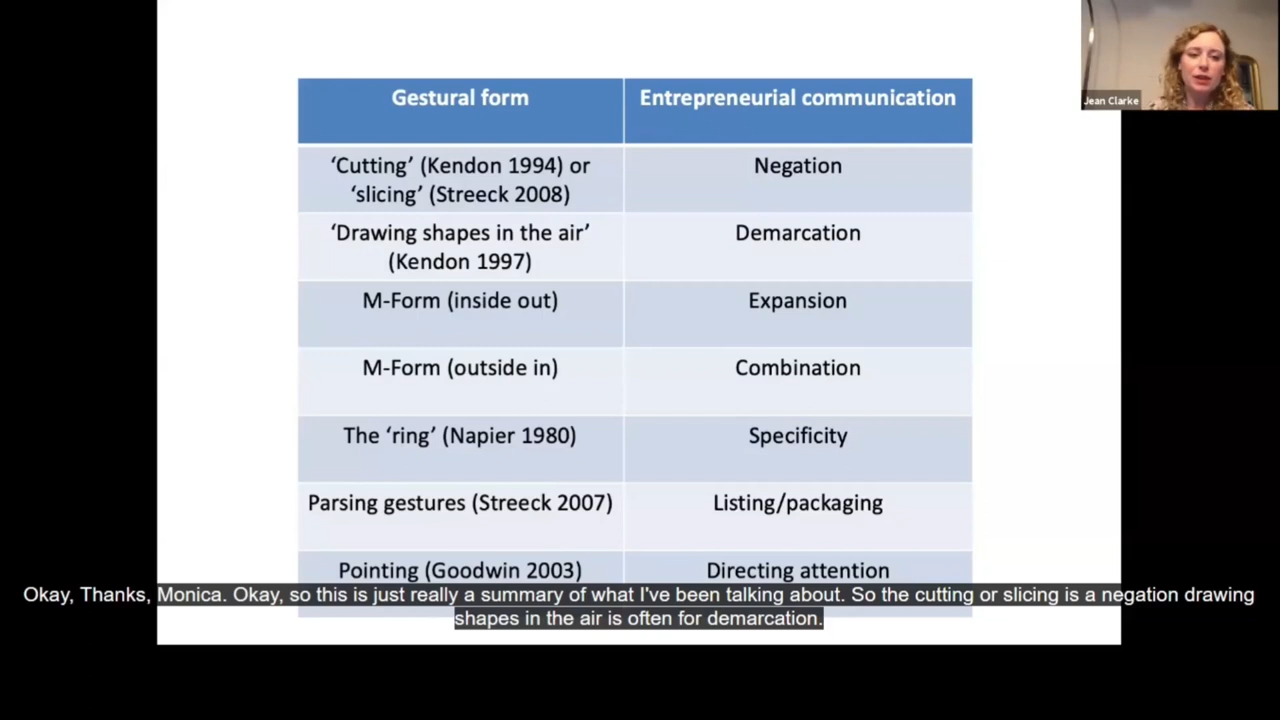 Jean Clarke
Gestural form
Entrepreneurial communication
‘Cutting’ (Kendon 1994) or
‘slicing’ (Streeck 2008)
Negation
‘Drawing shapes in the air’
(Kendon 1997)
Demarcation
M-Form (inside out)
Expansion
M-Form (outside in)
Combination
The ‘ring’ (Napier 1980)
Specificity
Parsing gestures (Streeck 2007)
Listing/packaging
Pointing (Goodwin 2003)
Directing attention
Okay, Thanks, Monica. Okay, so this is just really a summary of what I've been talking about. So the cutting or slicing is a negation drawing
shapes in the air is often for demarcation.